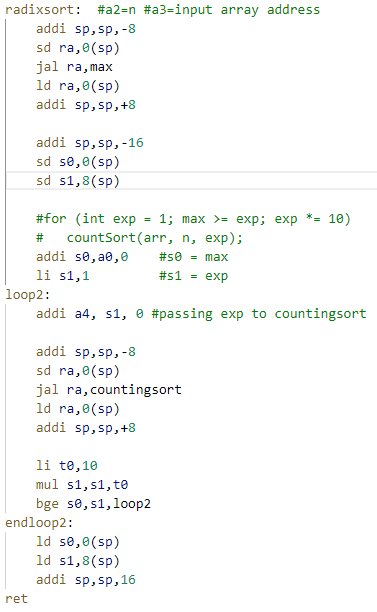 radixsort:  #a2=n #a3=input array address
    addi sp,sp,-8
    sd ra,0(sp)
    jal ra,max
    ld ra,0(sp)
    addi sp,sp,+8

    addi sp,sp,-16
    sd s0,0(sp)
    sd s1,8(sp)

    #for (int exp = 1; max >= exp; exp *= 10)
    #   countSort(arr, n, exp);
    addi s0,a0,0    #s0 = max
    li s1,1         #s1 = exp
loop2:
    addi a4, s1, 0 #passing exp to countingsort

    addi sp,sp,-8
    sd ra,0(sp)
    jal ra,countingsort
    ld ra,0(sp)
    addi sp,sp,+8

    li t0,10
    mul s1,s1,t0
    bge s0,s1,loop2
endloop2:
    ld s0,0(sp)
    ld s1,8(sp)
    addi sp,sp,16
ret